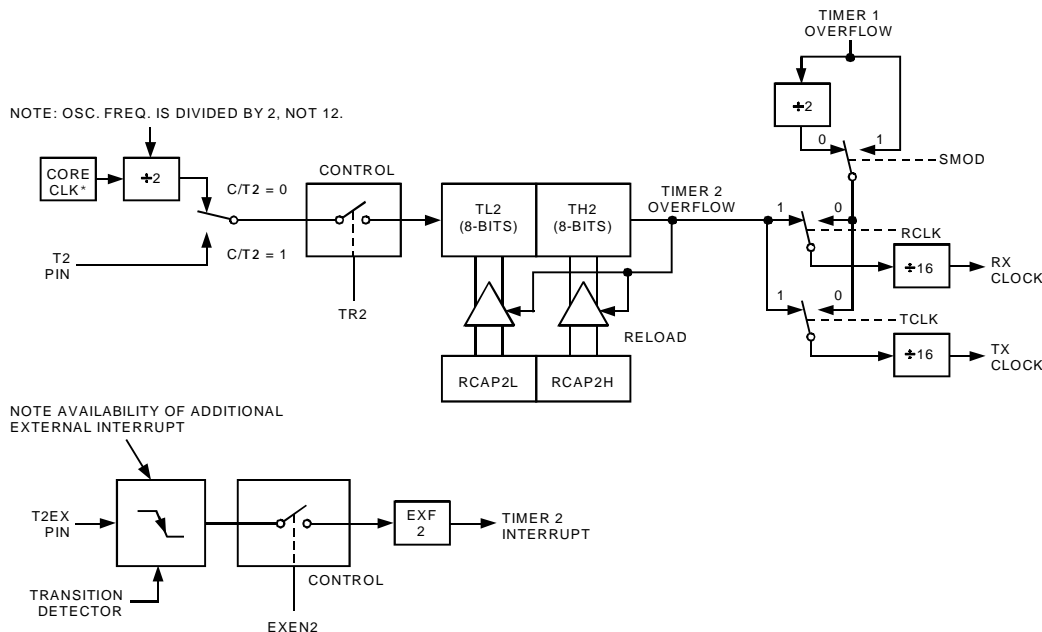 TIMER 1
OVERFLOW
÷2
NOTE: OSC. FREQ. IS DIVIDED BY 2, NOT 12.
0
1
SMOD
CORE
CLK*
÷2
C/T2 = 0
CONTROL
TL2
(8-BITS)
TH2
(8-BITS)
TIMER 2
OVERFLOW
1
0
RCLK
C/T2 = 1
T2
PIN
TR2
÷16
RX
CLOCK
1
0
TCLK
RELOAD
÷16
TX
CLOCK
RCAP2L
RCAP2H
NOTE AVAILABILITY OF ADDITIONAL
EXTERNAL INTERRUPT
T2EX
PIN
EXF
2
TIMER 2
INTERRUPT
CONTROL
TRANSITION
DETECTOR
EXEN2